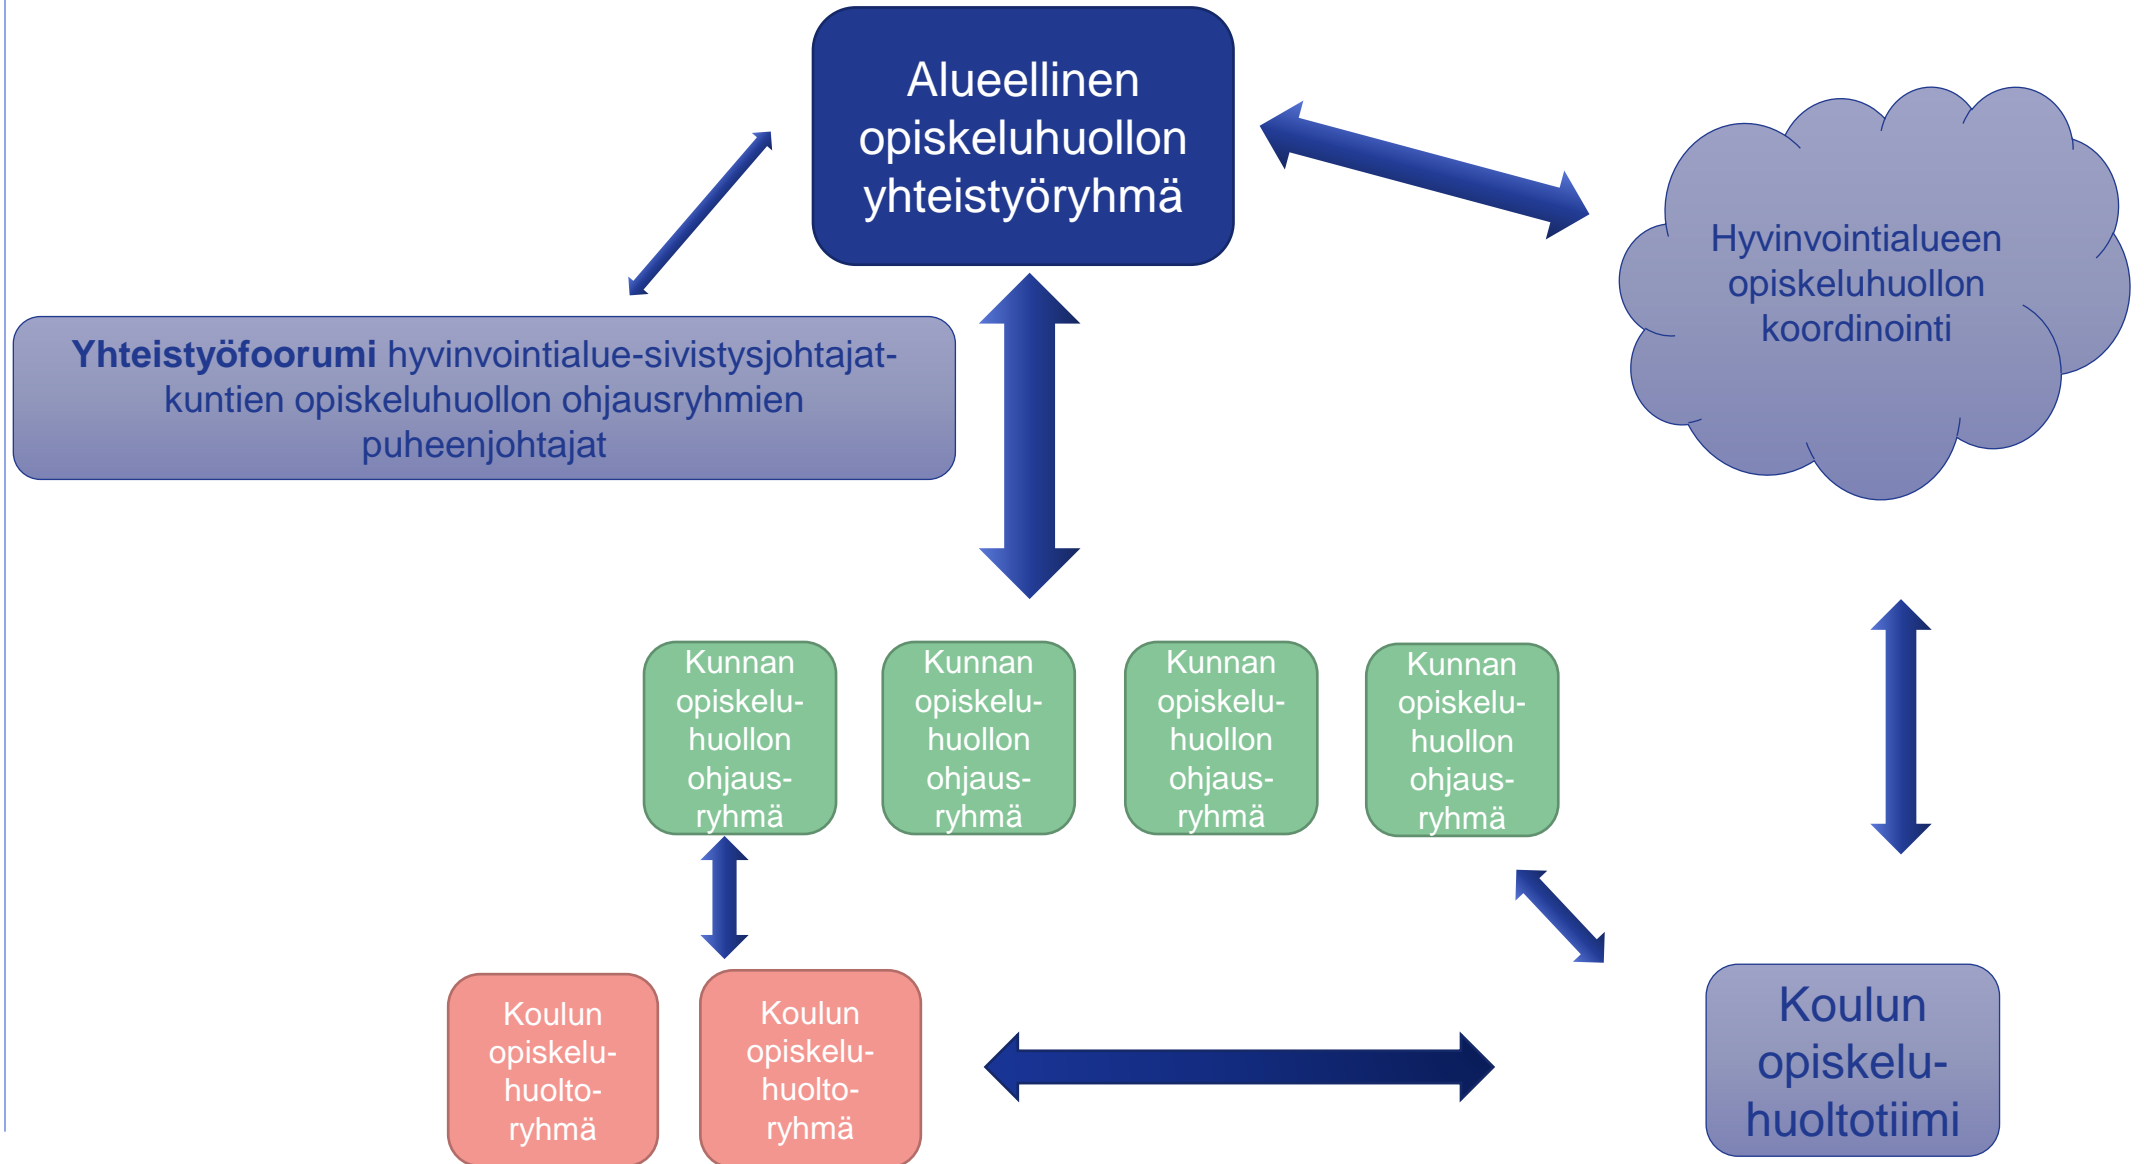 Alueellinen
opiskeluhuollon
yhteistyöryhmä
Hyvinvointialueen
opiskeluhuollon
koordinointi
Yhteistyöfoorumi hyvinvointialue-sivistysjohtajat-
kuntien opiskeluhuollon ohjausryhmien
puheenjohtajat
Kunnan
opiskelu-
huollon
ohjaus-
ryhmä
Kunnan
opiskelu-
huollon
ohjaus-
ryhmä
Kunnan
opiskelu-
huollon
ohjaus-
ryhmä
Kunnan
opiskelu-
huollon
ohjaus-
ryhmä
Koulun
opiskelu-
huolto-
ryhmä
Koulun
opiskelu-
huolto-
ryhmä
Koulun
opiskelu-
huoltotiimi